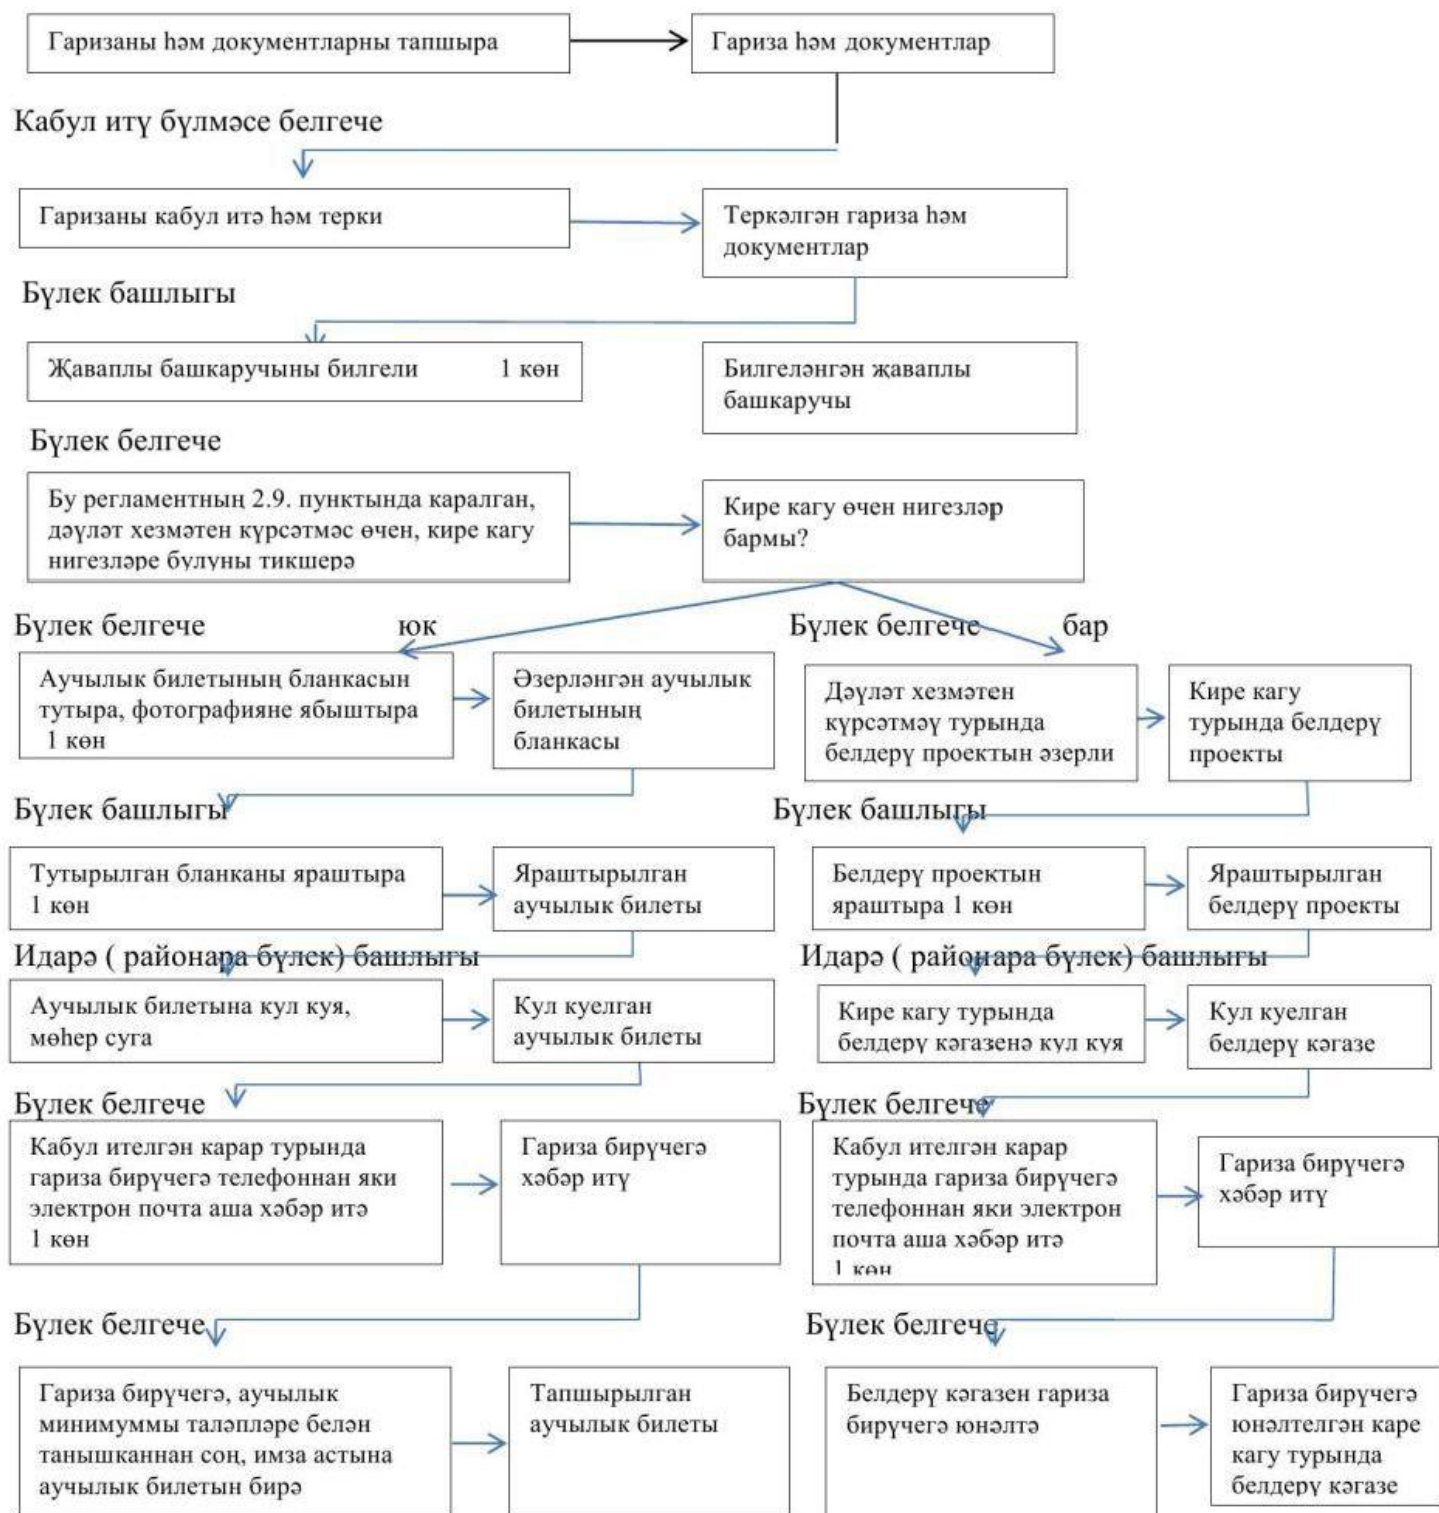 Гаризаны һәм документларны тапшыра
Гариза һәм документлар
Кабул итү бүлмәсе белгече
Гаризаны кабул итә һәм терки
Теркәлгән гариза һәм
документлар
Бүлек башлыгы
Җаваплы башкаручыны билгели 1 көн
Билгеләнгән җаваплы
башкаручы
Бүлек белгече
Бу регламентның 2.9. пунктында каралган,
дәүләт хезмәтен күрсәтмәс өчен, кире кагу
нигезләре булуны тикшерә
Кире кагу өчен нигезләр
бармы?
Бүлек белгече юк
Бүлек белгече бар
Аучылык билетының бланкасын
тутыра, фотографияне ябыштыра
1 көн
Әзерләнгән аучылык
билетының
бланкасы
Дәүләт хезмәтен
күрсәтмәү турында
белдерү проектын әзерли
Кире кагу
турында белдерү
проекты
Бүлек башлыгы
Бүлек башлыгы
Тутырылган бланканы яраштыра
1 көн
Яраштырылган
аучылык билеты
Белдерү проектын
яраштыра 1 көн
Яраштырылган
белдерү проекты
Идарә ( районара бүлек) башлыгы
Идарә ( районара бүлек) башлыгы
Аучылык билетына кул куя,
мөһер суга
Кул куелган
аучылык билеты
Кире кагу турында
белдерү кәгазенә кул куя
Кул куелган
белдерү кәгазе
Бүлек белгече
Бүлек белгече
Кабул ителгән карар турында
гариза бирүчегә телефоннан яки
электрон почта аша хәбәр итә
1 көн
Гариза бирүчегә
хәбәр итү
Кабул ителгән карар
турында гариза бирүчегә
телефоннан яки электрон
почта аша хәбәр итә
1 көн
Гариза бирүчегә
хәбәр итү
Бүлек белгече
Бүлек белгече
Гариза бирүчегә, аучылык
минимуммы таләпләре белән
танышканнан соң, имза астына
аучылык билетын бирә
Тапшырылган
аучылык билеты
Белдерү кәгазен гариза
бирүчегә юнәлтә
Гариза бирүчегә
юнәлтелгән каре
кагу турында
белдерү кәгазе